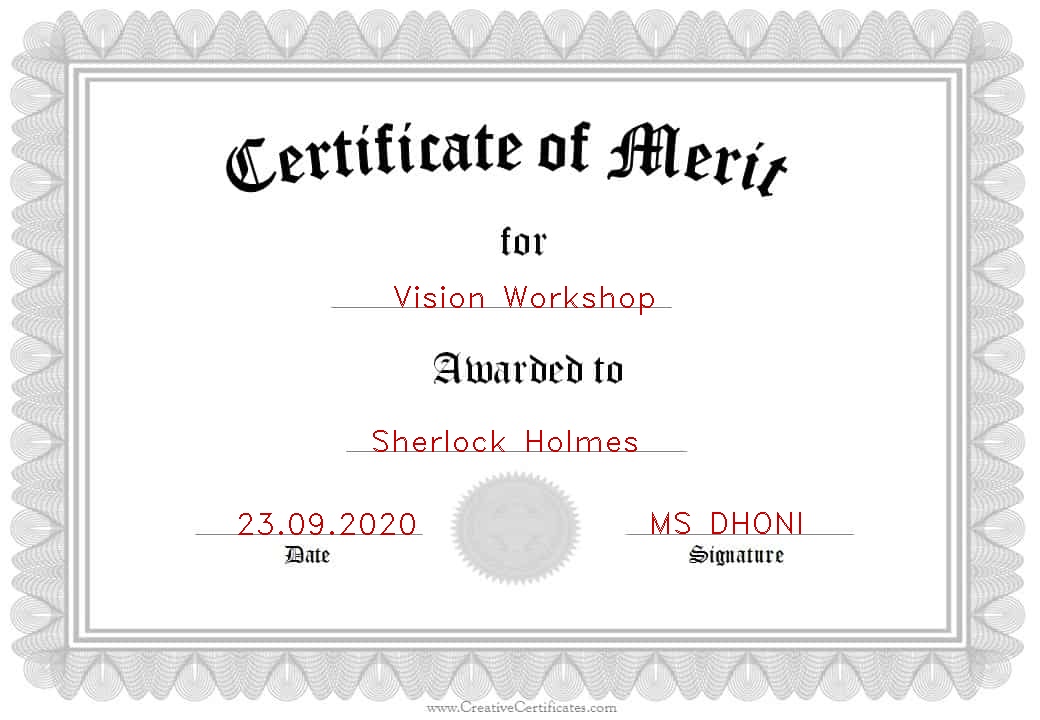 Certificate of Merit
for
Vision Workshop
Awarded to
Sherlock Holmes
23.09.2020 MS DHONI
Date Signature
www.CreativeCertificates.com